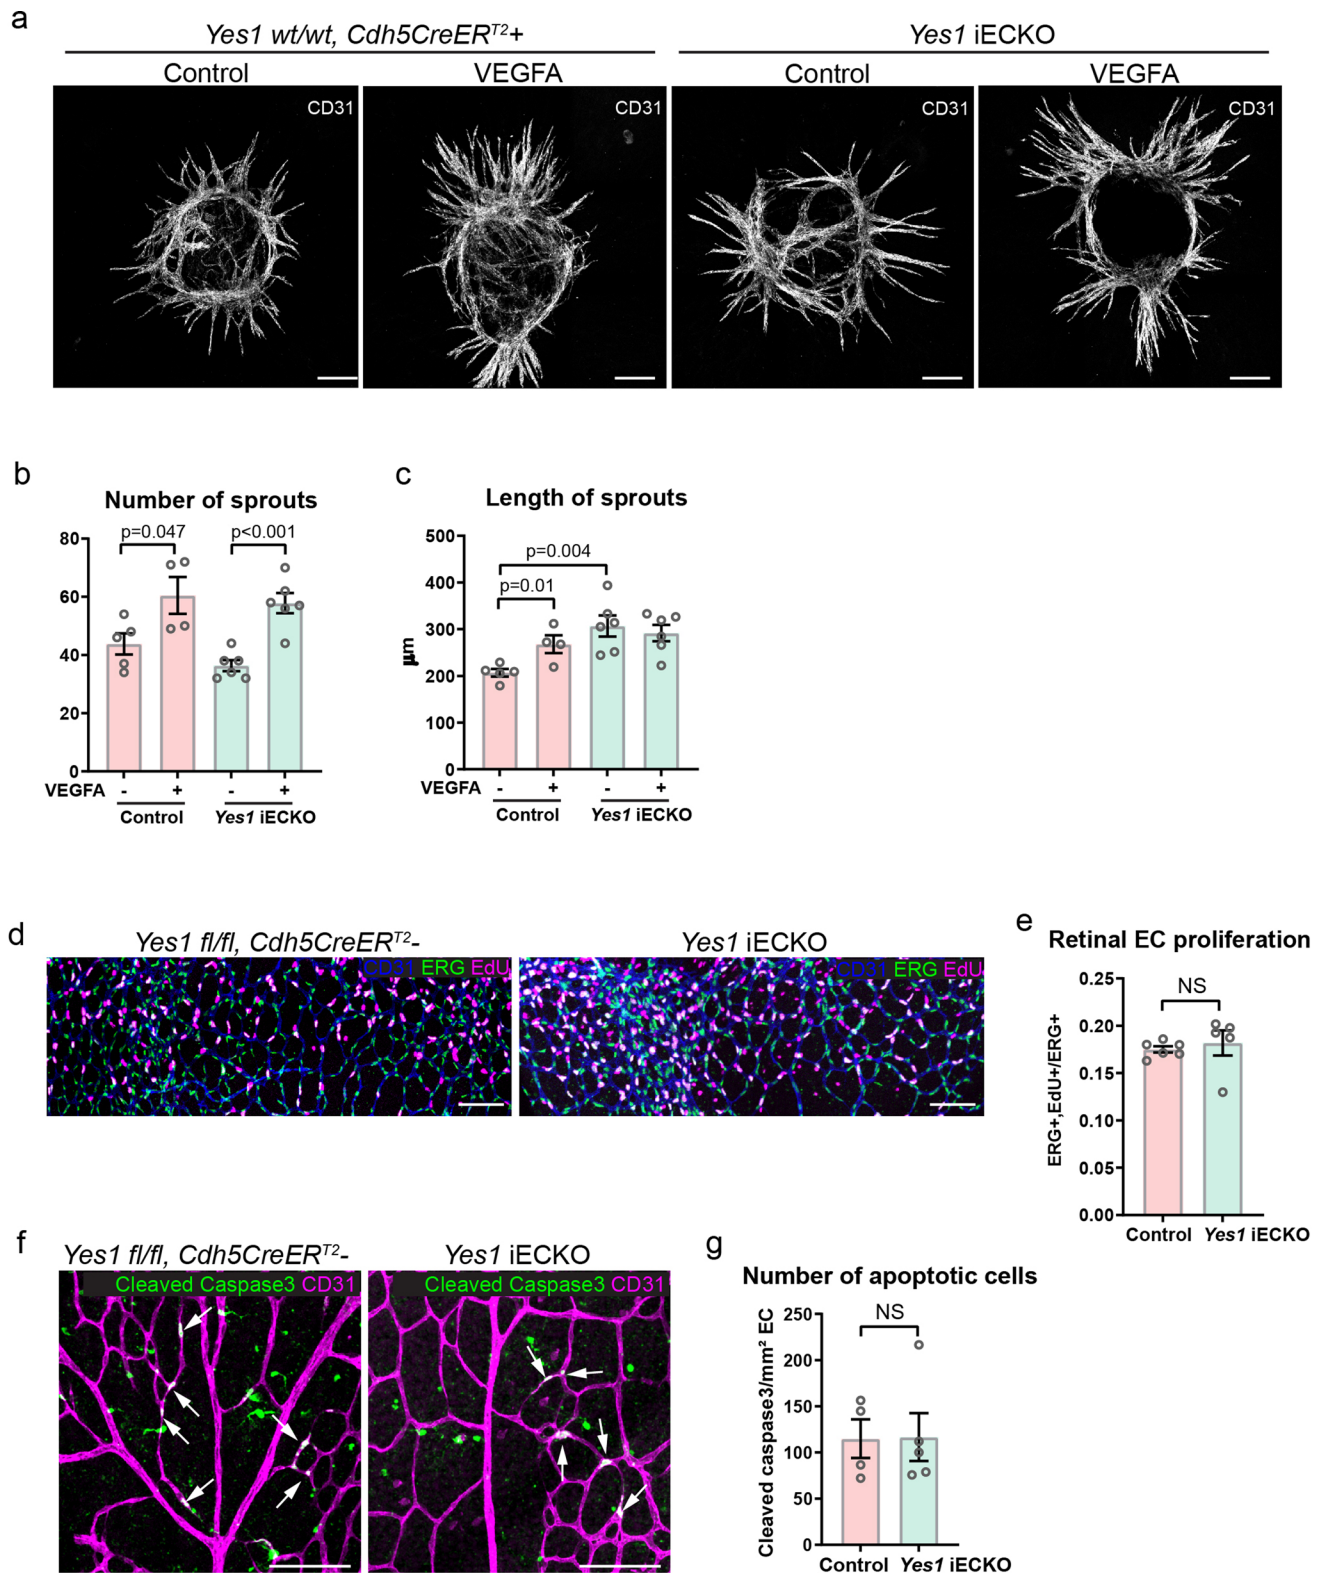 a
Yes1 wt/wt, Cdh5CreERT2+
Yes1 iECKO
Control
VEGFA
Control
VEGFA
CD31
CD31
CD31
CD31
b
Number of sprouts
p=0.047
p<0.001
80
60
40
20
0
VEGFA
-
+
-
+
Control
Yes1 iECKO
c
Length of sprouts
p=0.004
p=0.01
500
400
300
200
100
0
μm
VEGFA
-
+
-
+
Control
Yes1 iECKO
d
Yes1 fl/fl, Cdh5CreERT2-
Yes1 iECKO
CD31 ERG EdU
CD31 ERG EdU
e
Retinal EC proliferation
NS
0.25
0.20
0.15
0.10
0.05
0.00
ERG+,EdU+/ERG+
Control
Yes1 iECKO
f
Yes1 fl/fl, Cdh5CreERT2-
Yes1 iECKO
Cleaved Caspase3 CD31
Cleaved Caspase3 CD31
g
Number of apoptotic cells
NS
250
200
150
100
50
0
Cleaved caspase3/mm² EC
Control
Yes1 iECKO